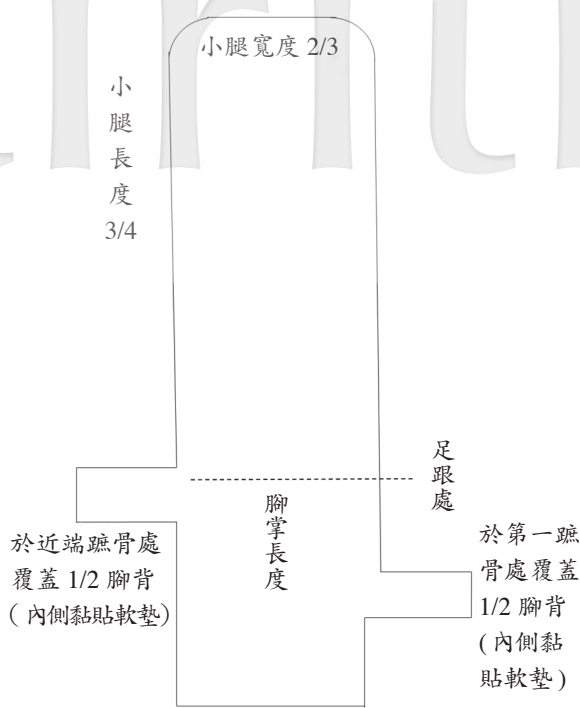 小腿寬度 2/3
小
腿
長
度
3/4
足
跟
處
腳
掌
長
度
於近端蹠骨處
覆蓋 1/2 腳背
( 內側黏貼軟墊)
於第一蹠
骨處覆蓋
1/2 腳背
( 內側黏
貼軟墊 )